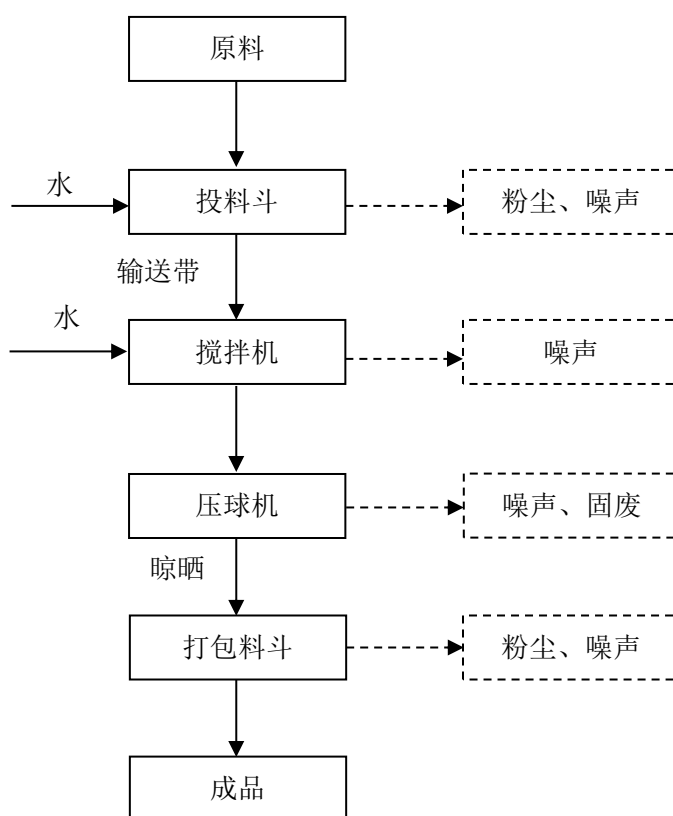 原料
水
投料斗
粉尘、噪声
输送带
水
搅拌机
噪声
压球机
噪声、固废
晾晒
打包料斗
粉尘、噪声
成品